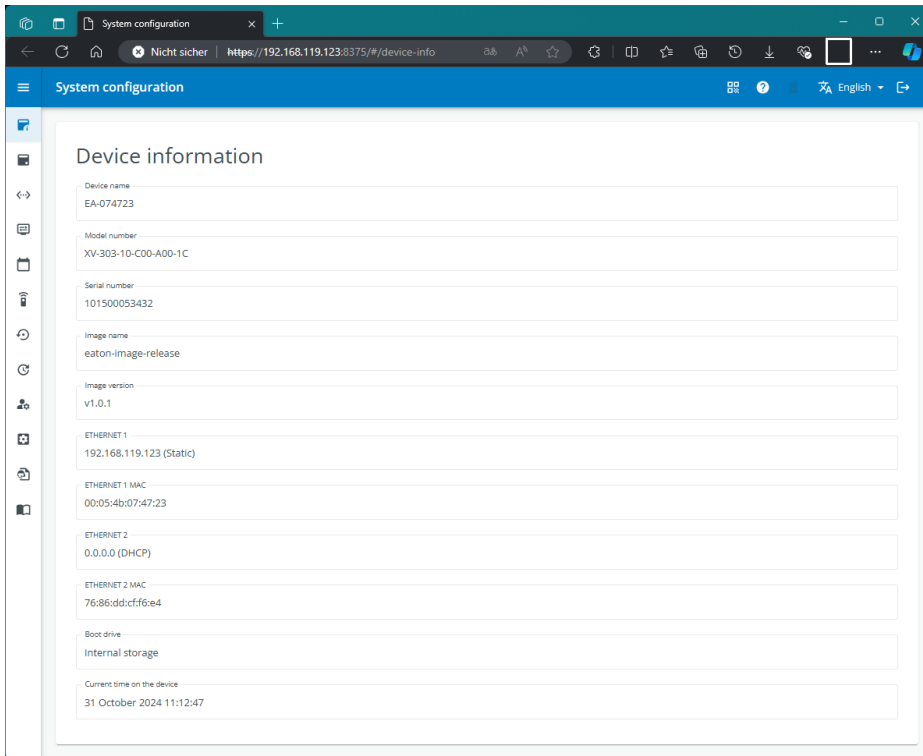 System configuration
Nicht sicher
https://192.168.119.123:8375/#/device-info
System configuration
English
Device information
Device name
EA-074723
Model number
XV-303-10-C00-A00-1C
Serial number
101500053432
Image name
eaton-image-release
Image version
v1.0.1
ETHERNET 1
192.168.119.123 (Static)
ETHERNET 1 MAC
00:05:4b:07:47:23
ETHERNET 2
0.0.0.0 (DHCP)
ETHERNET 2 MAC
76:86:dd:cf:f6:e4
Boot drive
Internal storage
Current time on the device
31 October 2024 11:12:47